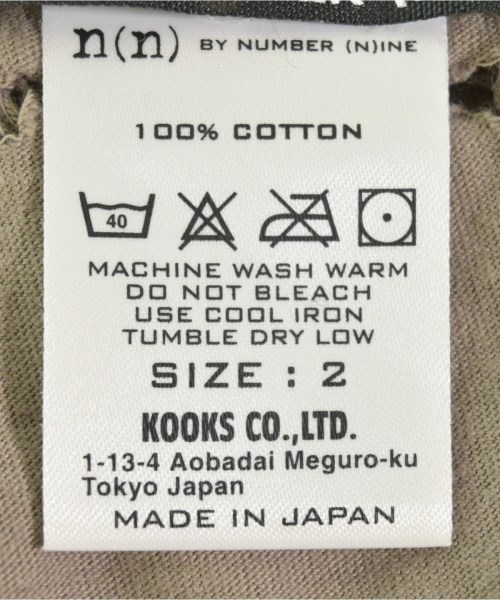 n(n) BY NUMBER (N)INE
100% COTTON
40
MACHINE WASH WARM
DO NOT BLEACH
USE COOL IRON
TUMBLE DRY LOW
SIZE : 2
KOOKS CO.,LTD.
1-13-4 Aobadai Meguro-ku
Tokyo Japan
MADE IN JAPAN